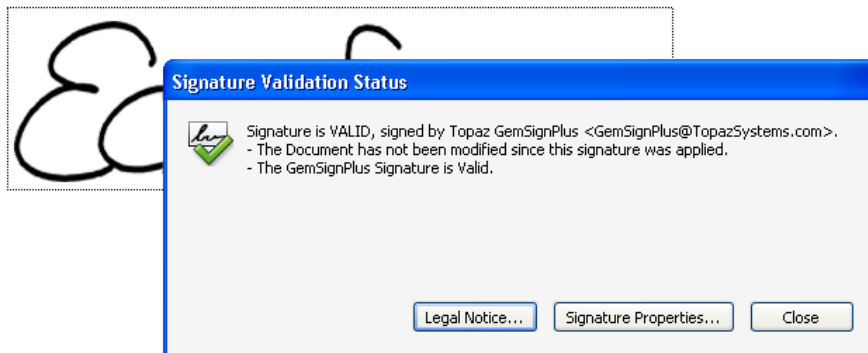 Signature Validation Status
Signature is VALID, signed by Topaz GemSignPlus <GemSignPlus@TopazSystems.com>.
- The Document has not been modified since this signature was applied.
- The GemSignPlus Signature is Valid.
Legal Notice... Signature Properties... Close